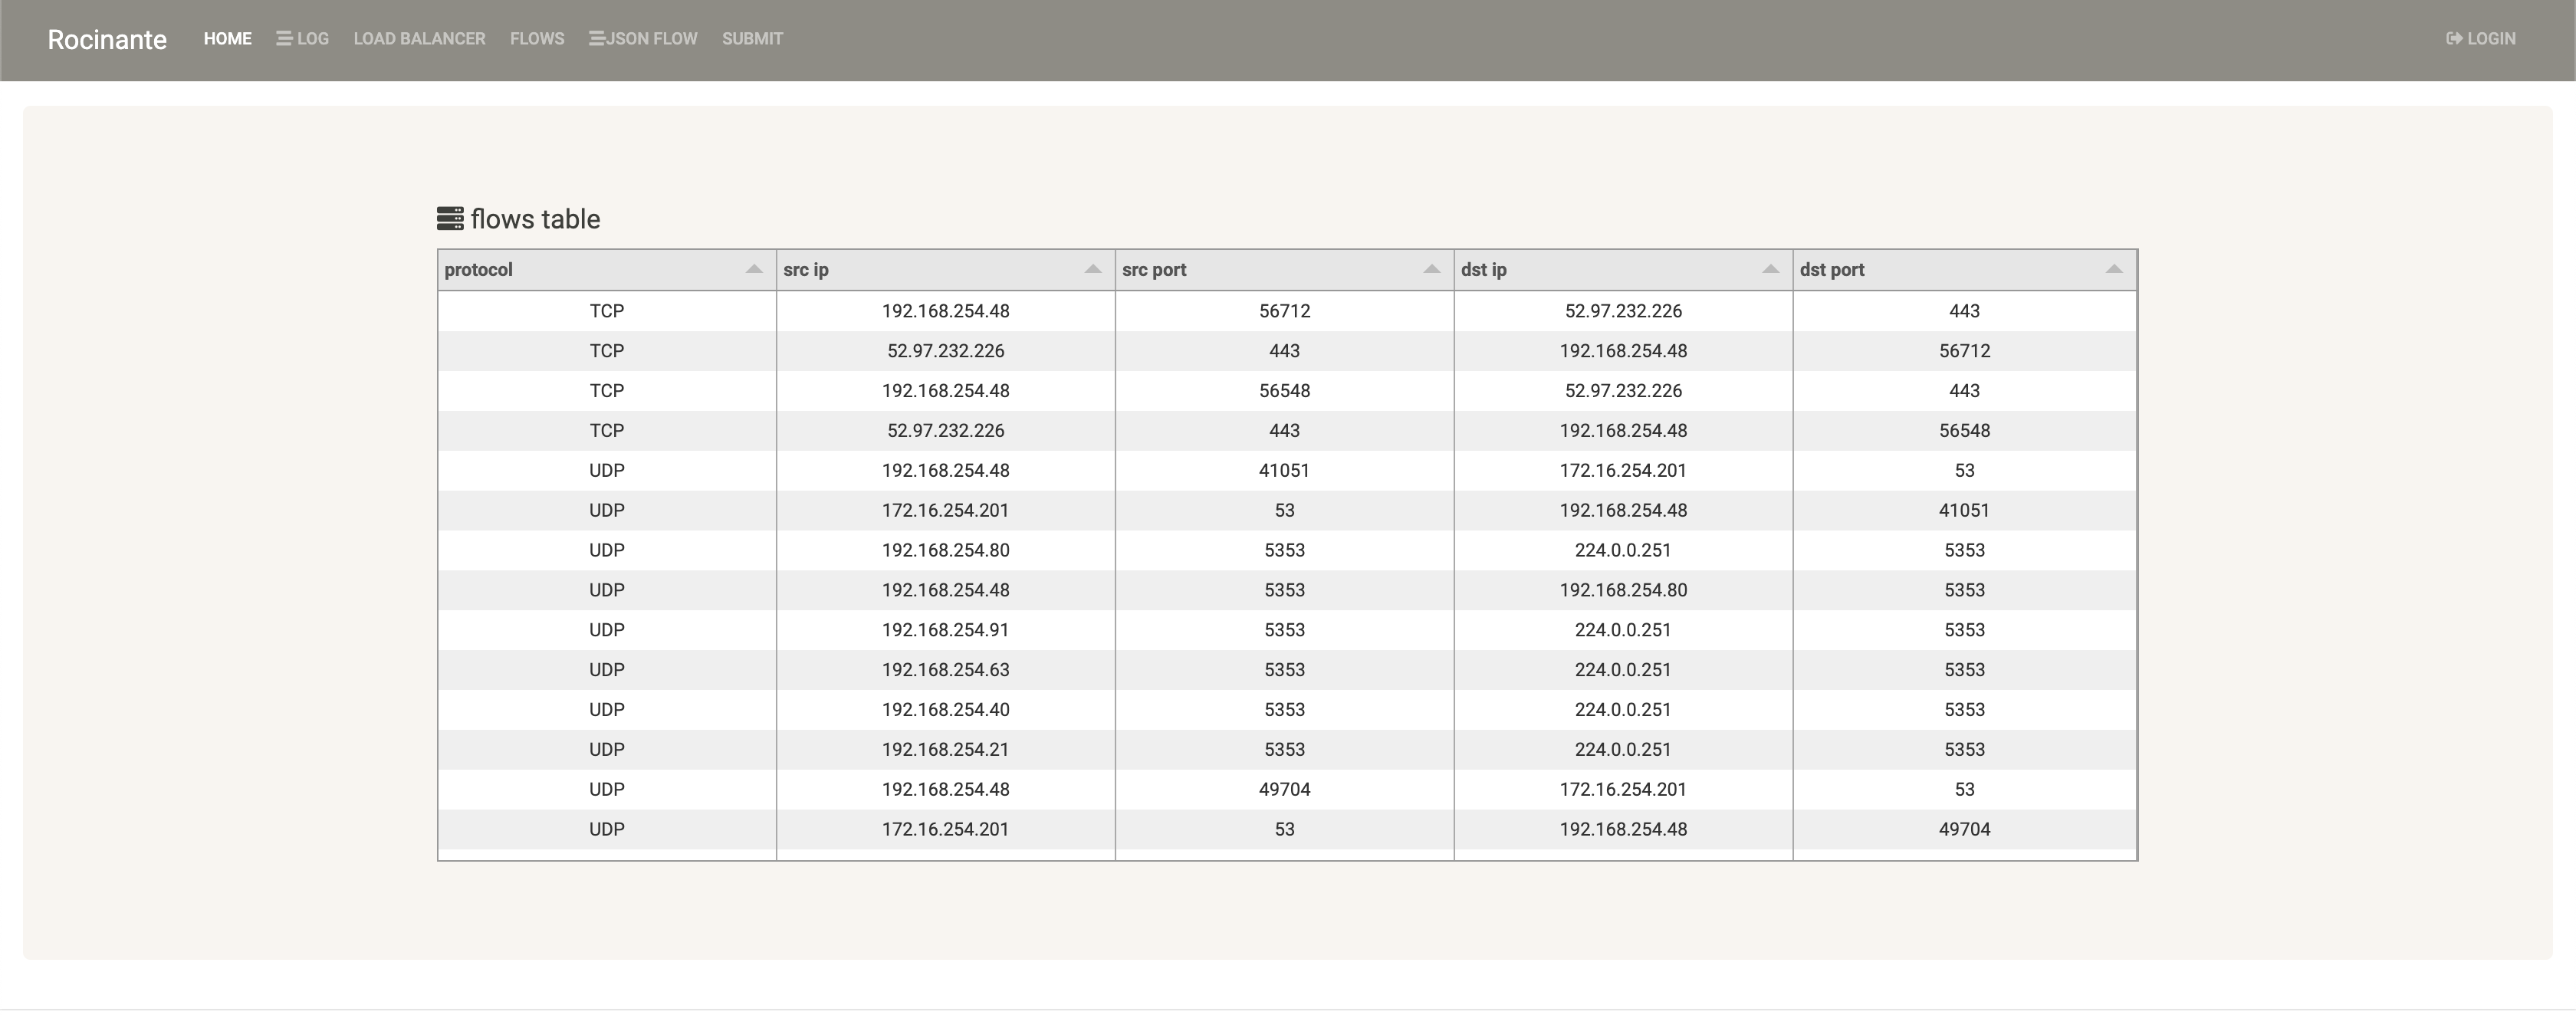 Rocinante HOME LOG LOAD BALANCER FLOWS JSON FLOW SUBMIT LOGIN
flows table
protocol src ip src port dst ip dst port
TCP 192.168.254.48 56712 52.97.232.226 443
TCP 52.97.232.226 443 192.168.254.48 56712
TCP 192.168.254.48 56548 52.97.232.226 443
TCP 52.97.232.226 443 192.168.254.48 56548
UDP 192.168.254.48 41051 172.16.254.201 53
UDP 172.16.254.201 53 192.168.254.48 41051
UDP 192.168.254.80 5353 224.0.0.251 5353
UDP 192.168.254.48 5353 192.168.254.80 5353
UDP 192.168.254.91 5353 224.0.0.251 5353
UDP 192.168.254.63 5353 224.0.0.251 5353
UDP 192.168.254.40 5353 224.0.0.251 5353
UDP 192.168.254.21 5353 224.0.0.251 5353
UDP 192.168.254.48 49704 172.16.254.201 53
UDP 172.16.254.201 53 192.168.254.48 49704